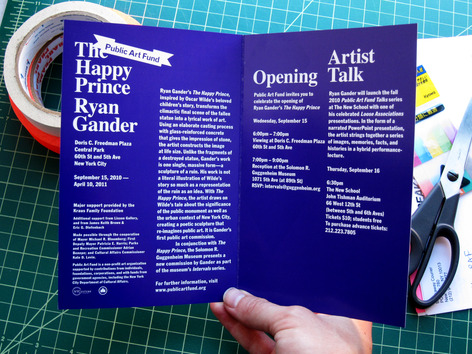 Public Art Fund
The
Happy
Prince
Ryan
Gander
Doris C. Freedman Plaza
Central Park
60th St and 5th Ave
New York City
September 15, 2010 —
April 10, 2011
Major support provided by the
Kraus Family Foundation
Additional support from Lisson Gallery,
and from James Keith Brown &
Eric G. Diefenbach
Made possible through the cooperation
of Mayor Michael R. Bloomberg; First
Deputy Mayor Patricia E. Harris; Parks
and Recreation Commissioner Adrian
Benepe; and Cultural Affairs Commissioner
Kate D. Levin.
Public Art Fund is a non-profit art organization
supported by contributions from individuals,
foundations, corporations, and with funds from
government agencies, including the New York
City Department of Cultural Affairs.
Ryan Gander's The Happy Prince,
inspired by Oscar Wilde's beloved
children's story, transforms the
climactic final scene of the fallen
statue into a lyrical work of art.
Using an elaborate casting process
with glass-reinforced concrete
that gives the impression of stone,
the artist constructs the image
at life size. Unlike the fragments of
a destroyed statue, Gander's work
is one single, massive form—a
sculpture of a ruin. His work is not
a literal illustration of Wilde's
story so much as a representation
of the ruin as an idea. With The
Happy Prince, the artist draws on
Wilde's tale about the significance
of the public monument as well as
the urban context of New York City,
creating a poetic sculpture that
re-imagines public art. It is Gander's
first public art commission.
In conjunction with The
Happy Prince, the Solomon R.
Guggenheim Museum presents a
new commission by Gander as part
of the museum's Intervals series.
For further information, visit
www.publicartfund.org
Opening
Public Art Fund invites you to
celebrate the opening of
Ryan Gander's The Happy Prince
Wednesday, September 15
6:00pm – 7:00pm
Viewing at Doris C. Freedman Plaza
60th St and 5th Ave
7:00pm – 9:00pm
Reception at the Solomon R.
Guggenheim Museum
1071 5th Ave (at 89th St)
RSVP: intervals@guggenheim.org
Artist
Talk
Ryan Gander will launch the fall
2010 Public Art Fund Talks series
at The New School with one of
his celebrated Loose Associations
presentations. In the form of a
narrated PowerPoint presentation,
the artist strings together a series
of images, memories, facts, and
histories in a hybrid performance-
lecture.
Thursday, September 16
6:30pm
The New School
John Tishman Auditorium
66 West 12th St
(between 5th and 6th Aves)
Tickets $10; students free
To purchase advance tickets:
212.223.7805